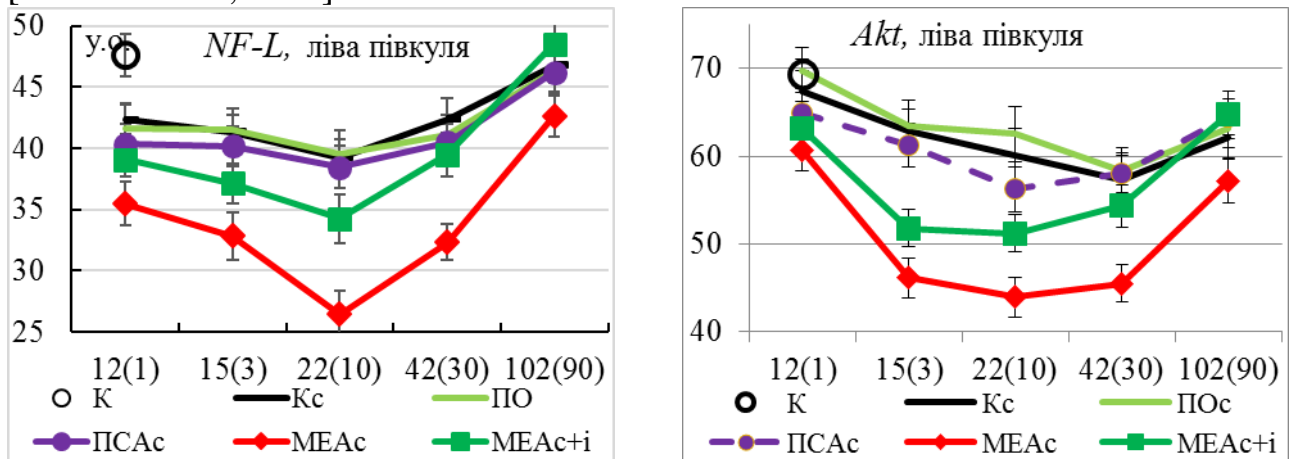 50
45
40
35
30
25
у.о.
NF-L, ліва півкуля
12(1) 15(3) 22(10) 42(30) 102(90)
К Кс ПО
ПСАс МЕАс МЕАс+і
70
60
50
40
Akt, ліва півкуля
12(1) 15(3) 22(10) 42(30) 102(90)
К Кс ПОс
ПСАс МЕАс МЕАс+і